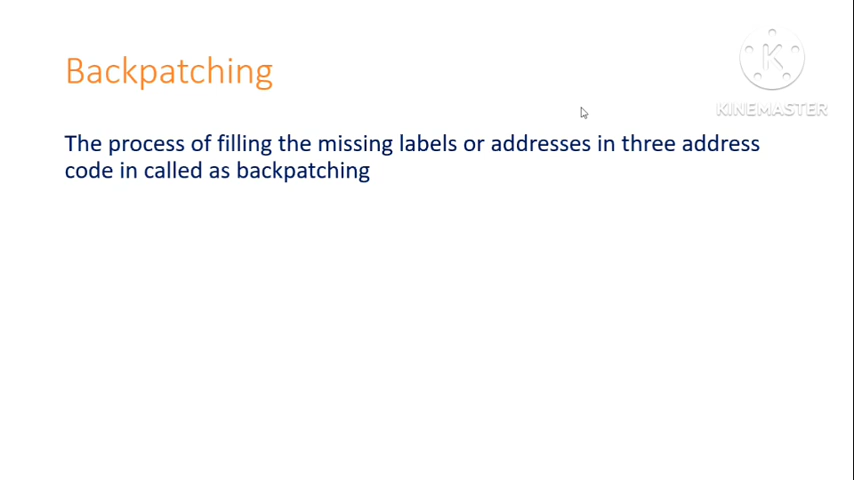 Backpatching
KINEMASTER
The process of filling the missing labels or addresses in three address
code in called as backpatching